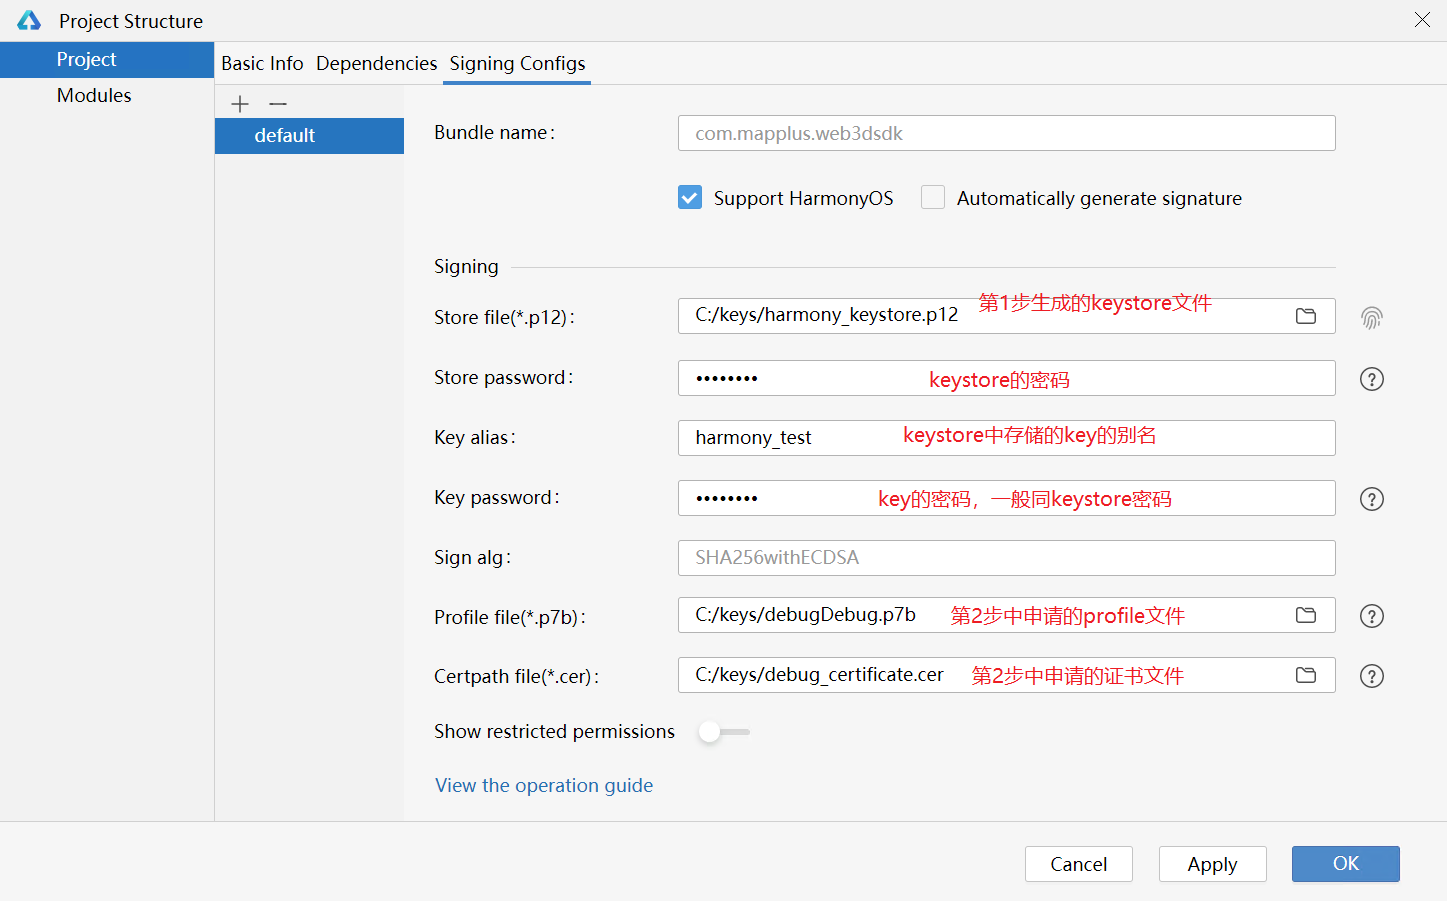 Project Structure
Project
Modules
Basic Info Dependencies Signing Configs
default
Bundle name: com.mapplus.web3dsdk
Support HarmonyOS Automatically generate signature
Signing
Store file(*.p12): C:/keys/harmony_keystore.p12 第1步生成的keystore文件
Store password: •••••••• keystore的密码
Key alias: harmony_test keystore中存储的key的别名
Key password: •••••••• key的密码，一般同keystore密码
Sign alg: SHA256withECDSA
Profile file(*.p7b): C:/keys/debugDebug.p7b 第2步中申请的profile文件
Certpath file(*.cer): C:/keys/debug_certificate.cer 第2步中申请的证书文件
Show restricted permissions
View the operation guide
Cancel Apply OK